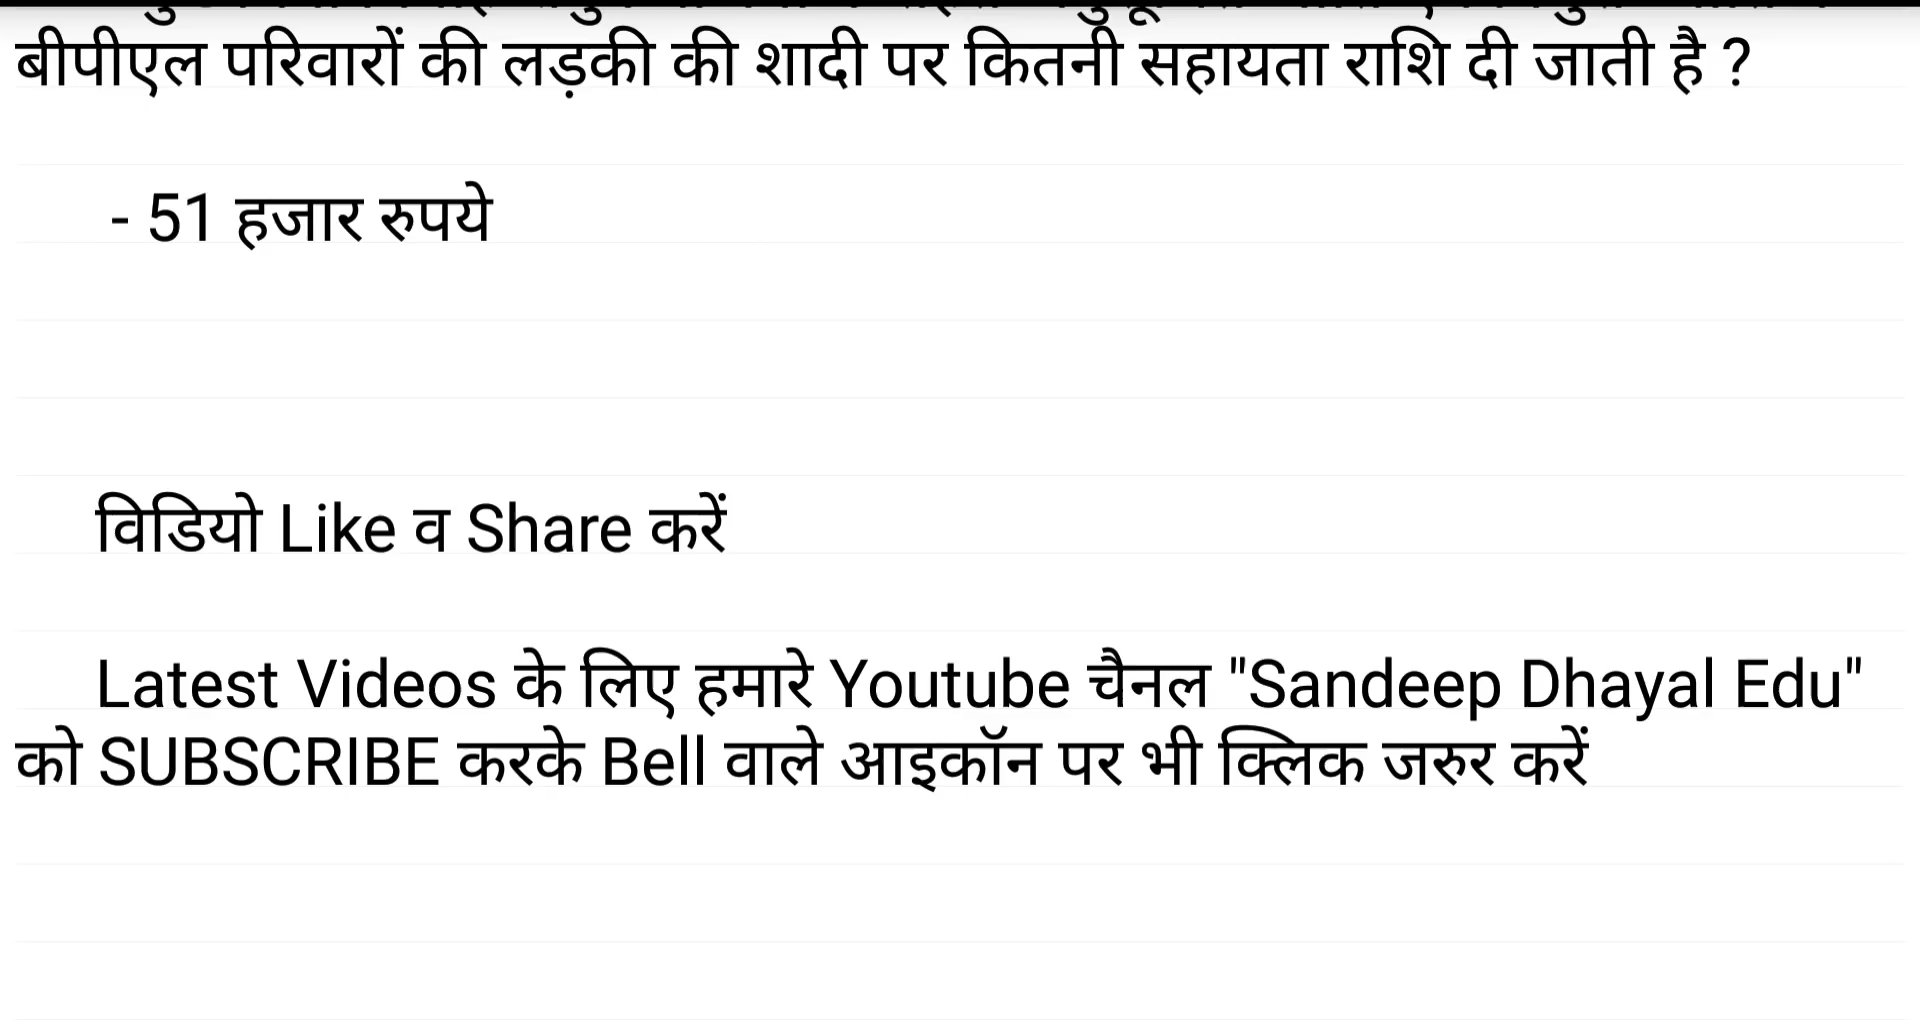 बीपीएल परिवारों की लड़की की शादी पर कितनी सहायता राशि दी जाती है ?
- 51 हजार रुपये
विडियो Like व Share करें
Latest Videos के लिए हमारे Youtube चैनल "Sandeep Dhayal Edu"
को SUBSCRIBE करके Bell वाले आइकॉन पर भी क्लिक जरुर करें